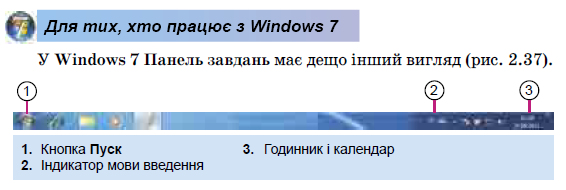 Для тих, хто працює з Windows 7
У Windows 7 Панель завдань має дещо інший вигляд (рис. 2.37).
1 2 3
1. Кнопка Пуск 3. Годинник і календар
2. Індикатор мови введення